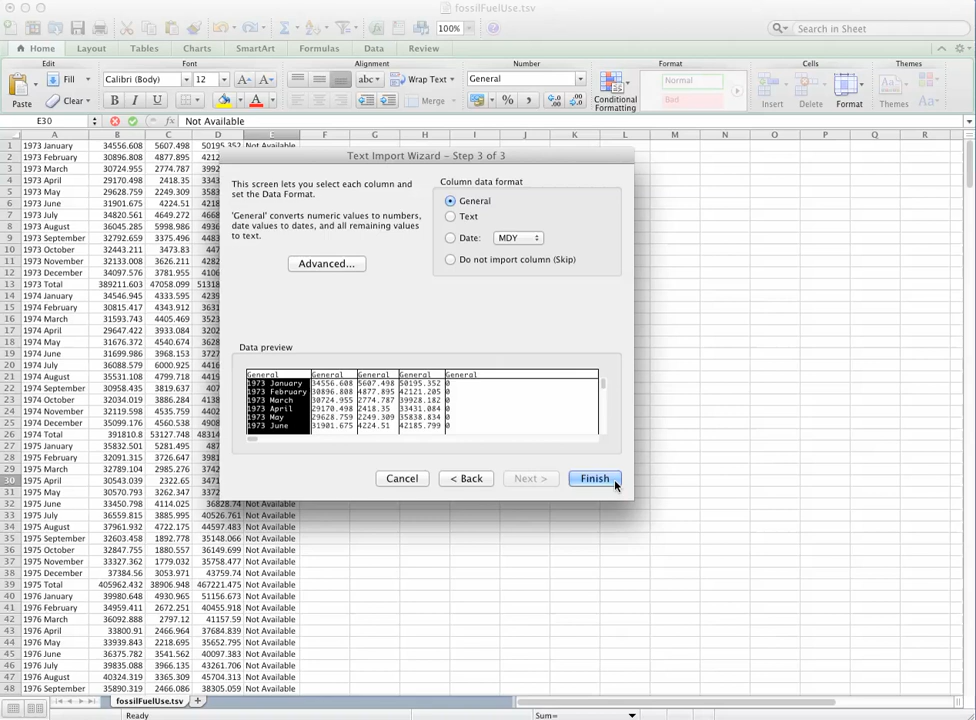 fossilFuelUse.tsv
100%
Search in Sheet
Home Layout Tables Charts SmartArt Formulas Data Review
Edit Font Alignment Number Format Cells Themes
Fill Calibri (Body) 12 abc Wrap Text General Normal
Paste Clear B I U A Merge % Conditional Formatting Bad Insert Delete Format Themes Aa
E30 fx Not Available
A B C D E F G H I J K L M N O P Q R
1 1973 January 34556.608 5607.498 50195.352 Not Available
2 1973 February 30896.808 4877.895 4212
3 1973 March 30724.955 2774.787 3992
4 1973 April 29170.498 2418.35 3343
5 1973 May 29628.759 2249.309 3583
6 1973 June 31901.675 4224.51 4218
7 1973 July 34820.561 4649.272
8 1973 August 36045.285 5998.986
9 1973 September 32792.659 3375.496
10 1973 October 32443.211 3473.83
11 1973 November 32133.008 3626.211
12 1973 December 34097.576 3781.955
13 1973 Total 389211.603 47058.099 51318
14 1974 January 34546.945 4333.595
15 1974 February 30815.417 4343.912
16 1974 March 31593.743 4405.469
17 1974 April 29647.422 3933.084
18 1974 May 31676.372 4540.674
19 1974 June 31699.986 3968.153
20 1974 July 36088.579 6000.925
21 1974 August 35531.108 4377.608
22 1974 September 30958.435 3819.637
23 1974 October 32034.019 3886.284
24 1974 November 32119.598 4535.759
25 1974 December 35099.176 4560.538
26 1974 Total 391810.8 53127.748 48314
27 1975 January 35832.501 5281.495
28 1975 February 32091.315 3726.647
29 1975 March 32789.104 2985.275
30 1975 April 30543.039 2322.65
31 1975 May 30570.793 3262.347
32 1975 June 33450.798 4114.025 36828.74 Not Available
33 1975 July 36559.815 3885.995 40526.761 Not Available
34 1975 August 37961.932 4722.115 44597.483 Not Available
35 1975 September 32603.458 1892.778 35148.066 Not Available
36 1975 October 32847.755 1880.557 36149.699 Not Available
37 1975 November 33327.362 1779.032 35758.477 Not Available
38 1975 December 37384.56 3053.971 43759.74 Not Available
39 1975 Total 405962.432 38906.948 467221.475 Not Available
40 1976 January 39980.648 4930.965 51156.673 Not Available
41 1976 February 34959.411 2672.251 40455.918 Not Available
42 1976 March 36092.888 2797.12 41157.59 Not Available
43 1976 April 33800.91 2466.964 37684.839 Not Available
44 1976 May 33939.843 2218.695 35652.795 Not Available
45 1976 June 36375.782 3541.562 40097.383 Not Available
46 1976 July 39835.088 3966.135 43261.706 Not Available
47 1976 August 40324.319 3365.309 45704.313 Not Available
48 1976 September 35890.319 2466.086 38305.059 Not Available
Text Import Wizard – Step 3 of 3
This screen lets you select each column and
set the Data Format.
'General' converts numeric values to numbers,
date values to dates, and all remaining values
to text.
Advanced...
Column data format
General
Text
Date: MDY
Do not import column (Skip)
Data preview
General General General General General
1973 January 34556.608 5607.498 50195.352 0
1973 February 30896.808 4877.895 42121.205 0
1973 March 30724.955 2774.787 39928.182 0
1973 April 29170.498 2418.35 33431.084 0
1973 May 29628.759 2249.309 35838.834 0
1973 June 31901.675 4224.51 42185.799 0
Cancel < Back Next > Finish
fossilFuelUse.tsv
Ready Sum=